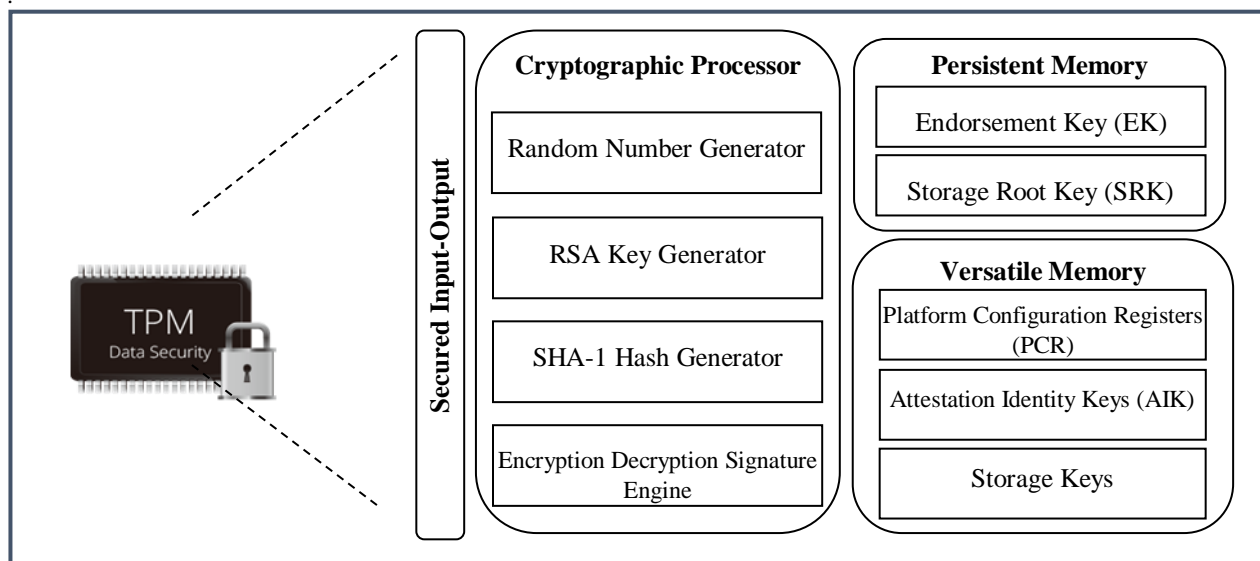 .
TPM
Data Security
Secured Input-Output
Cryptographic Processor
Random Number Generator
RSA Key Generator
SHA-1 Hash Generator
Encryption Decryption Signature
Engine
Persistent Memory
Endorsement Key (EK)
Storage Root Key (SRK)
Versatile Memory
Platform Configuration Registers
(PCR)
Attestation Identity Keys (AIK)
Storage Keys